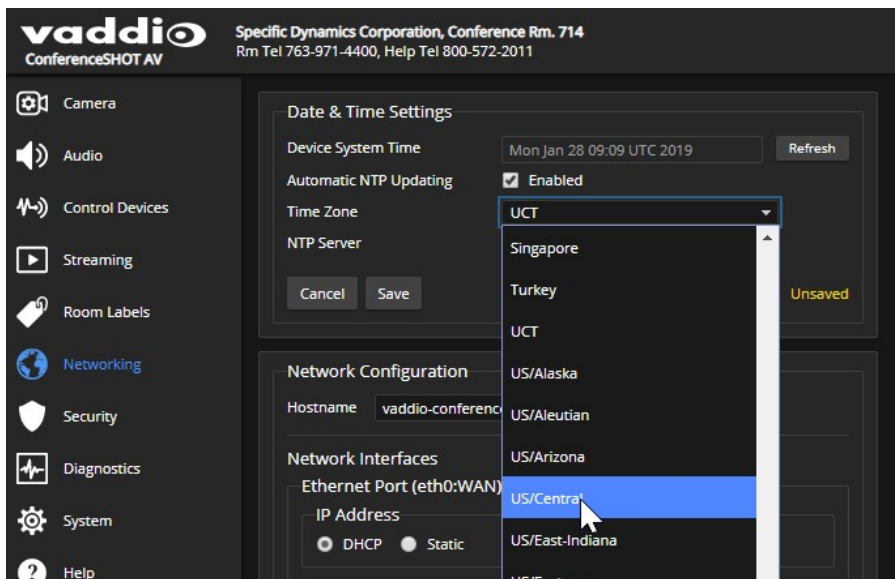 vaddio
ConferenceSHOT AV
Specific Dynamics Corporation, Conference Rm. 714
Rm Tel 763-971-4400, Help Tel 800-572-2011
Camera
Audio
Control Devices
Streaming
Room Labels
Networking
Security
Diagnostics
System
Help
Date & Time Settings
Device System Time
Mon Jan 28 09:09 UTC 2019
Refresh
Automatic NTP Updating
Enabled
Time Zone
UCT
NTP Server
Cancel
Save
Unsaved
Singapore
Turkey
UCT
US/Alaska
US/Aleutian
US/Arizona
US/Central
US/East-Indiana
Network Configuration
Hostname
vaddio-conference
Network Interfaces
Ethernet Port (eth0:WAN)
IP Address
DHCP
Static